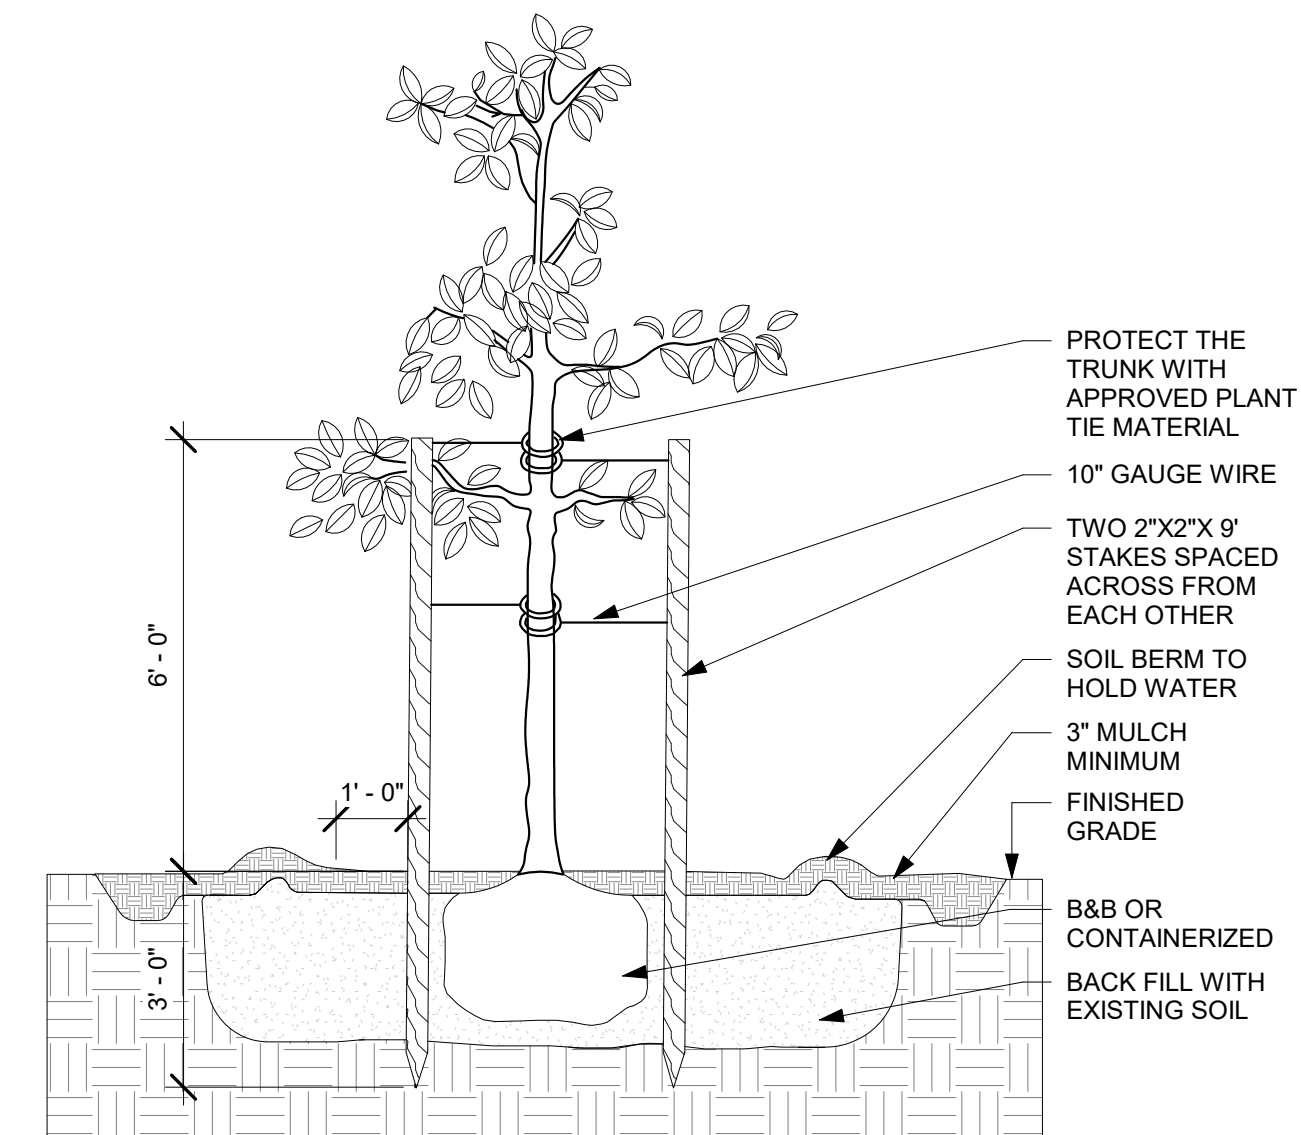 PROTECT THE
TRUNK WITH
APPROVED PLANT
TIE MATERIAL
10" GAUGE WIRE
TWO 2"X2"X 9'
STAKES SPACED
ACROSS FROM
EACH OTHER
SOIL BERM TO
HOLD WATER
3" MULCH
MINIMUM
FINISHED
GRADE
B&B OR
CONTAINERIZED
BACK FILL WITH
EXISTING SOIL
6' - 0"
1' - 0"
3' - 0"